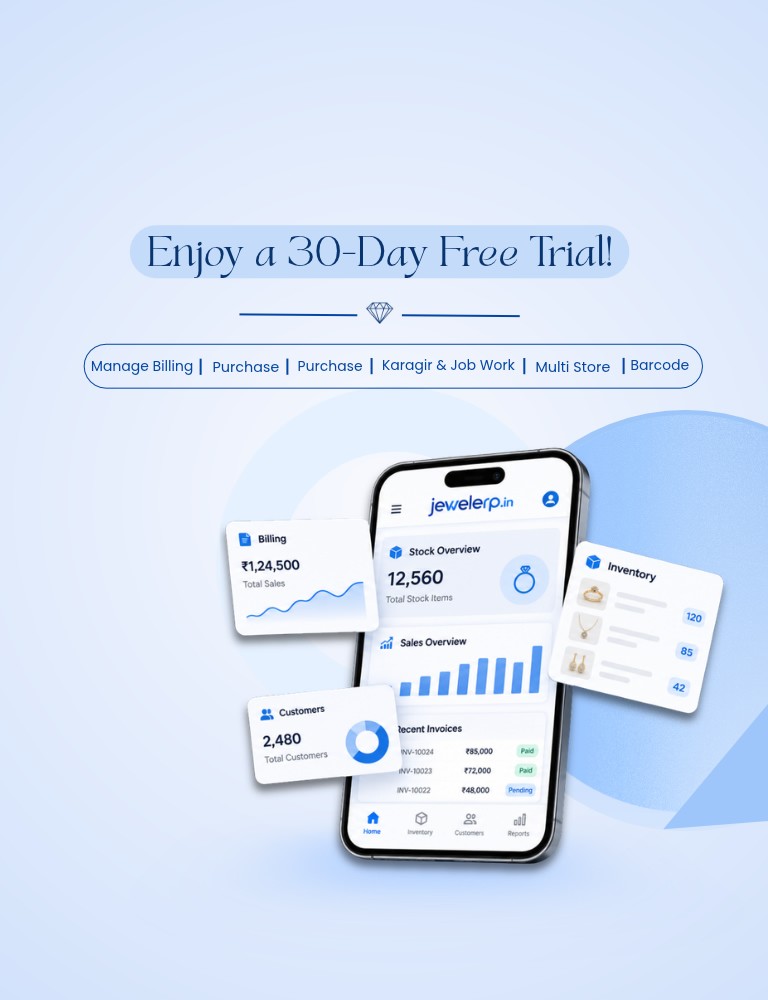 Enjoy a 30-Day Free Trial!
Manage Billing | Purchase | Purchase | Karagir & Job Work | Multi Store | Barcode
jewelerp.in
Stock Overview
12,560
Total Stock Items
Billing
₹1,24,500
Total Sales
Inventory
120
85
42
Sales Overview
Customers
2,480
Total Customers
Recent Invoices
INV-10024 ₹85,000 Paid
INV-10023 ₹72,000 Paid
INV-10022 ₹48,000 Pending
Home Inventory Customers Reports